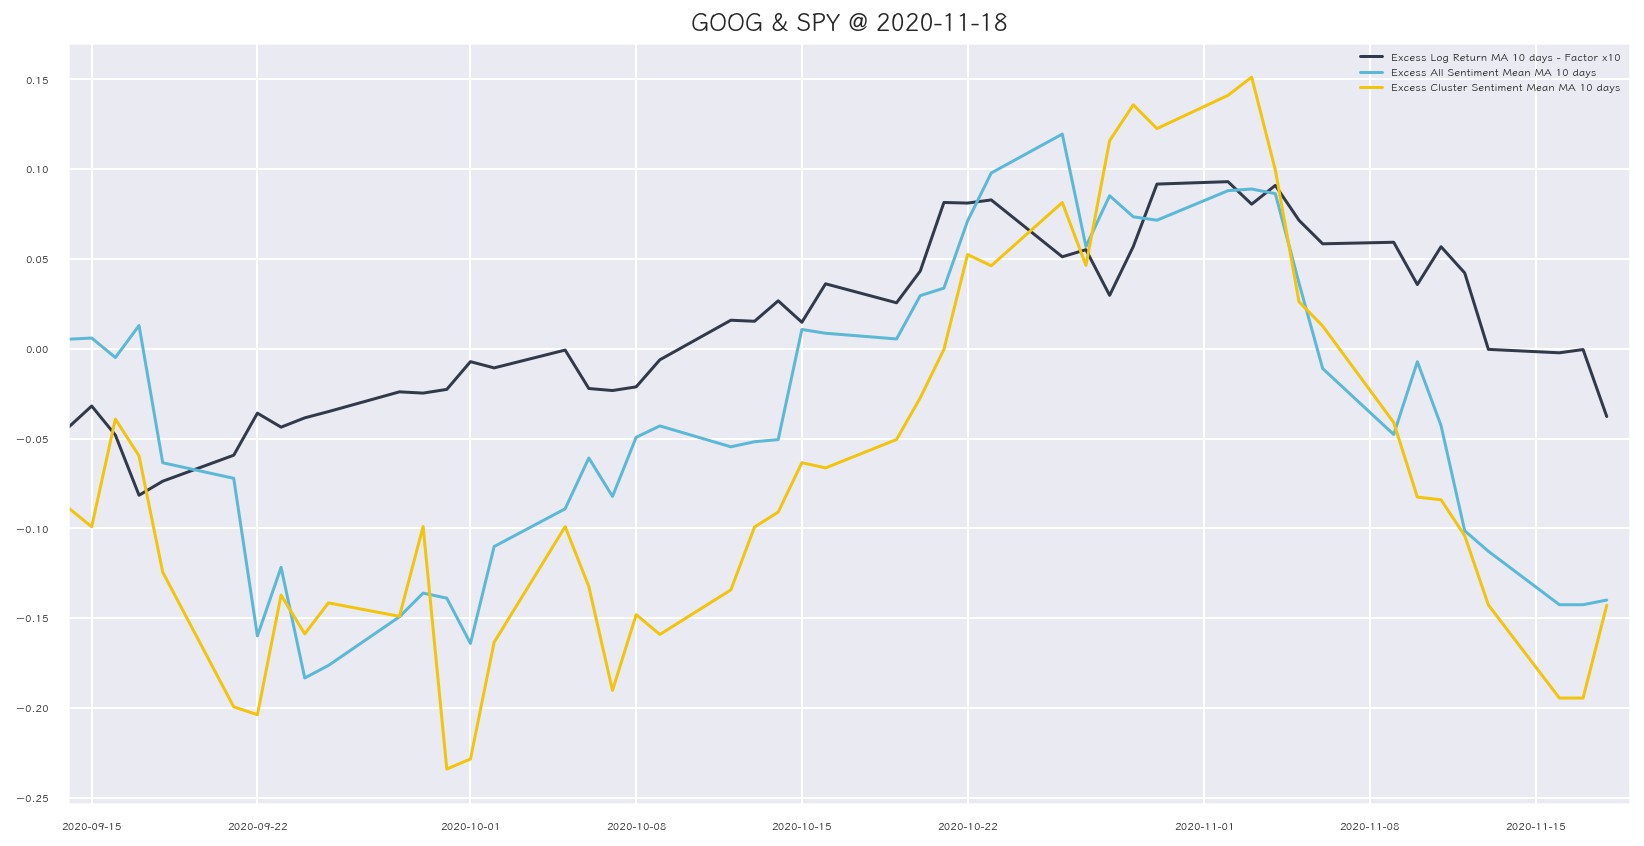 GOOG & SPY @ 2020-11-18
Excess Log Return MA 10 days - Factor x10
Excess All Sentiment Mean MA 10 days
Excess Cluster Sentiment Mean MA 10 days
0.15
0.10
0.05
0.00
−0.05
−0.10
−0.15
−0.20
−0.25
2020-09-15 2020-09-22 2020-10-01 2020-10-08 2020-10-15 2020-10-22 2020-11-01 2020-11-08 2020-11-15